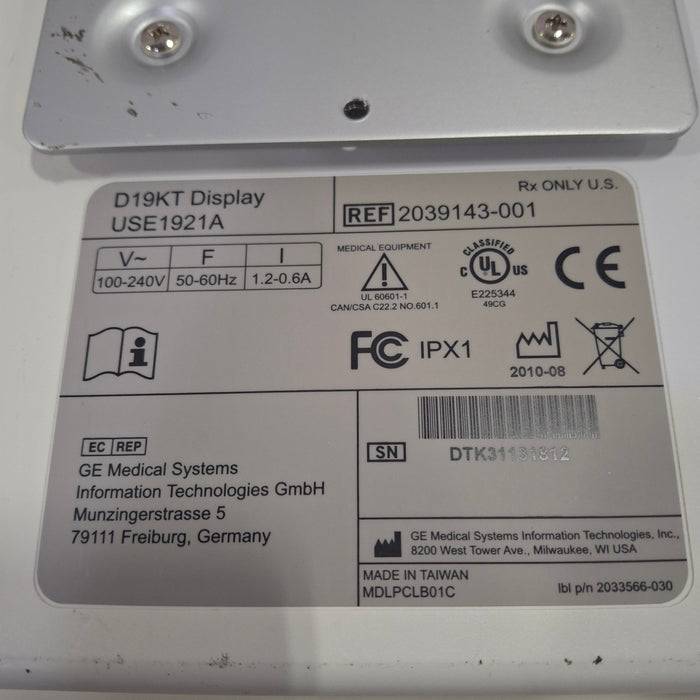 D19KT Display
USE1921A
Rx ONLY U.S.
REF 2039143-001
V~ F I
100-240V 50-60Hz 1.2-0.6A
MEDICAL EQUIPMENT
UL 60601-1
CAN/CSA C22.2 NO.601.1
CLASSIFIED
C UL US
E225344
49CG
CE
i
FC IPX1
2010-08
EC REP
GE Medical Systems
Information Technologies GmbH
Munzingerstrasse 5
79111 Freiburg, Germany
SN
GE Medical Systems Information Technologies, Inc.,
8200 West Tower Ave., Milwaukee, WI USA
MADE IN TAIWAN
MDLPCLB01C
lbl p/n 2033566-030